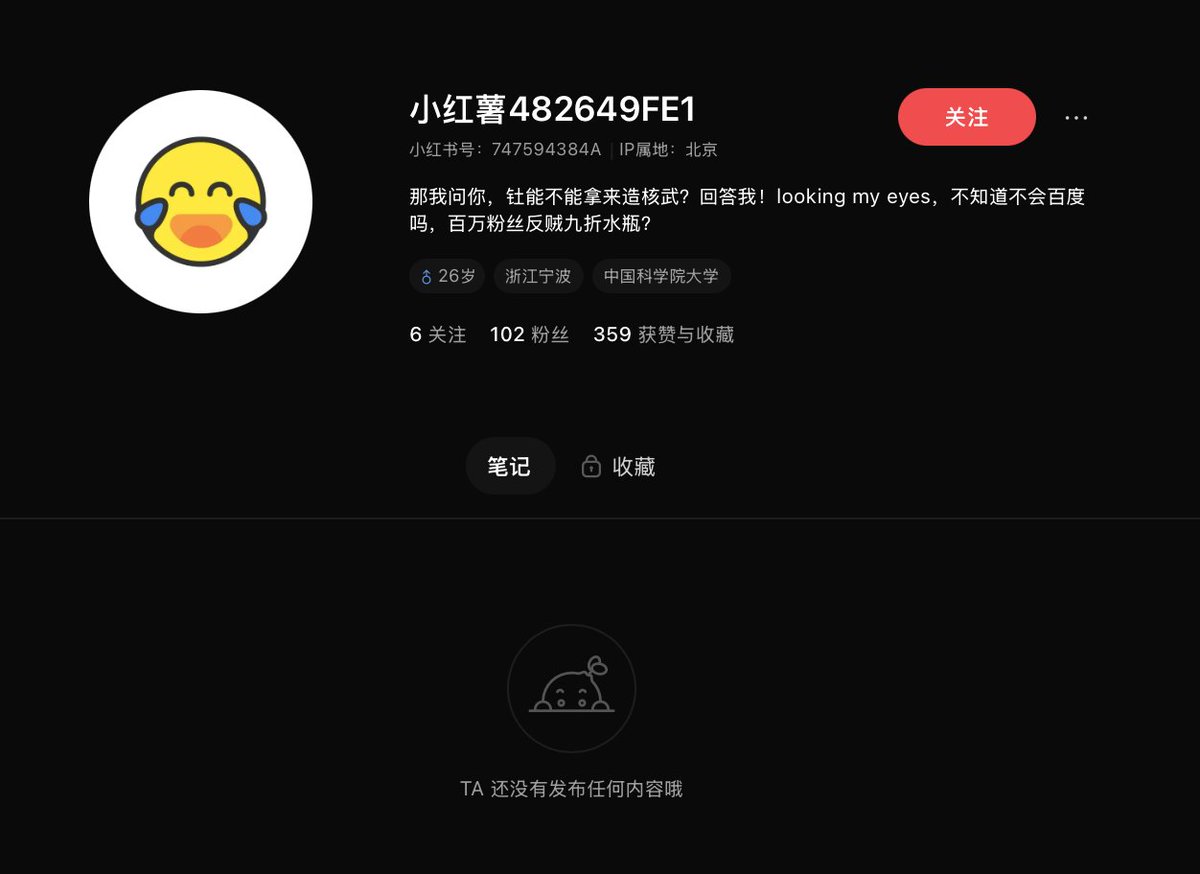 小红薯482649FE1
关注
小红书号：747594384A IP属地：北京
那我问你，钍能不能拿来造核武？回答我！looking my eyes，不知道不会百度
吗，百万粉丝反贼九折水瓶？
26岁 浙江宁波 中国科学院大学
6 关注 102 粉丝 359 获赞与收藏
笔记 收藏
TA 还没有发布任何内容哦